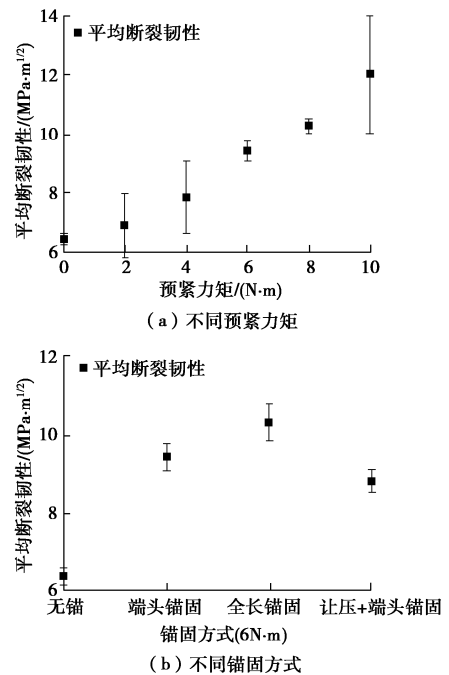 14
平均断裂韧性
12
10
8
6
平均断裂韧性/(MPa·m1/2)
0 2 4 6 8 10
预紧力矩/(N·m)
(a)不同预紧力矩
12
平均断裂韧性
10
8
6
平均断裂韧性/(MPa·m1/2)
无锚 端头锚固 全长锚固 让压+端头锚固
锚固方式(6N·m)
(b)不同锚固方式